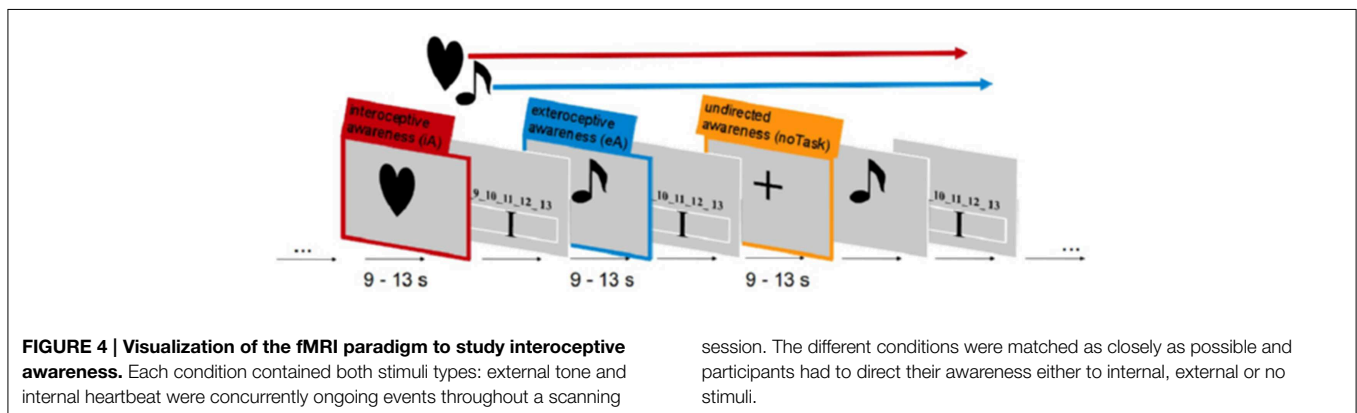 interoceptive
awareness (iA)
exteroceptive
awareness (eA)
undirected
awareness (noTask)
9_10_11_12_13
_10_11_12_13
_10_11_12_13
...
...
9 - 13 s
9 - 13 s
9 - 13 s
FIGURE 4 | Visualization of the fMRI paradigm to study interoceptive
awareness. Each condition contained both stimuli types: external tone and
internal heartbeat were concurrently ongoing events throughout a scanning
session. The different conditions were matched as closely as possible and
participants had to direct their awareness either to internal, external or no
stimuli.